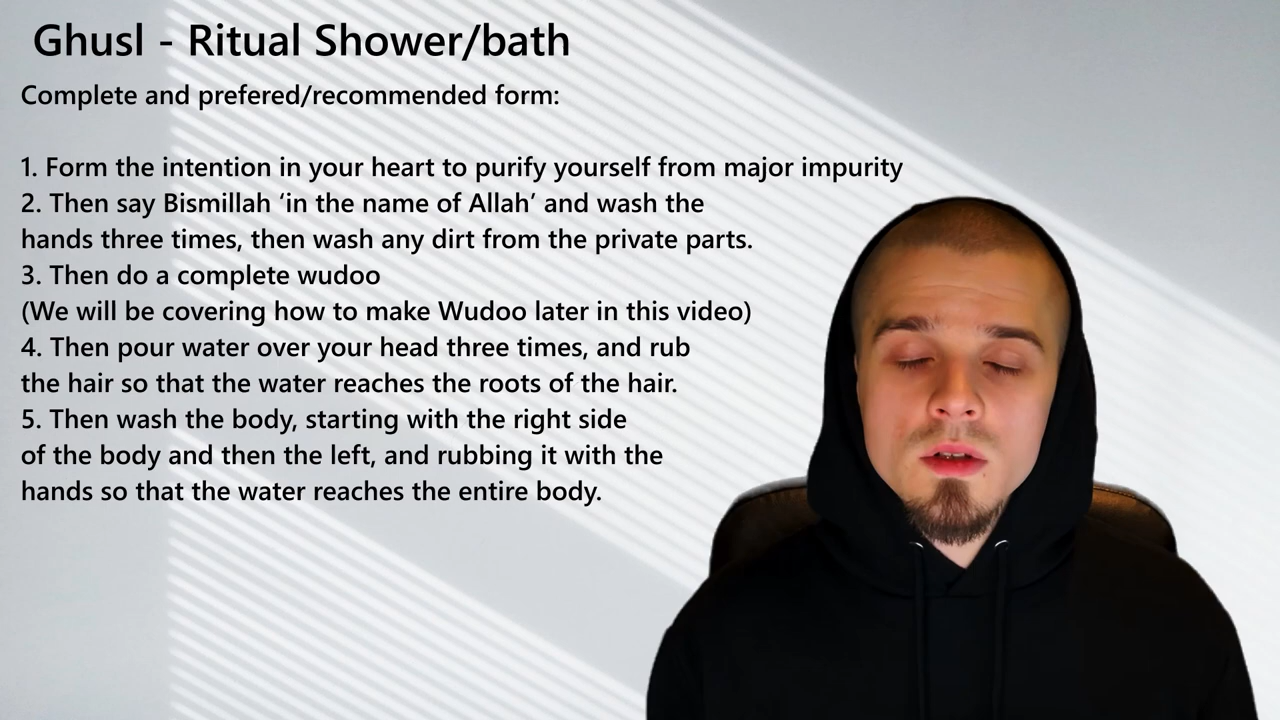 Ghusl - Ritual Shower/bath
Complete and prefered/recommended form:
1. Form the intention in your heart to purify yourself from major impurity
2. Then say Bismillah ‘in the name of Allah’ and wash the
hands three times, then wash any dirt from the private parts.
3. Then do a complete wudoo
(We will be covering how to make Wudoo later in this video)
4. Then pour water over your head three times, and rub
the hair so that the water reaches the roots of the hair.
5. Then wash the body, starting with the right side
of the body and then the left, and rubbing it with the
hands so that the water reaches the entire body.